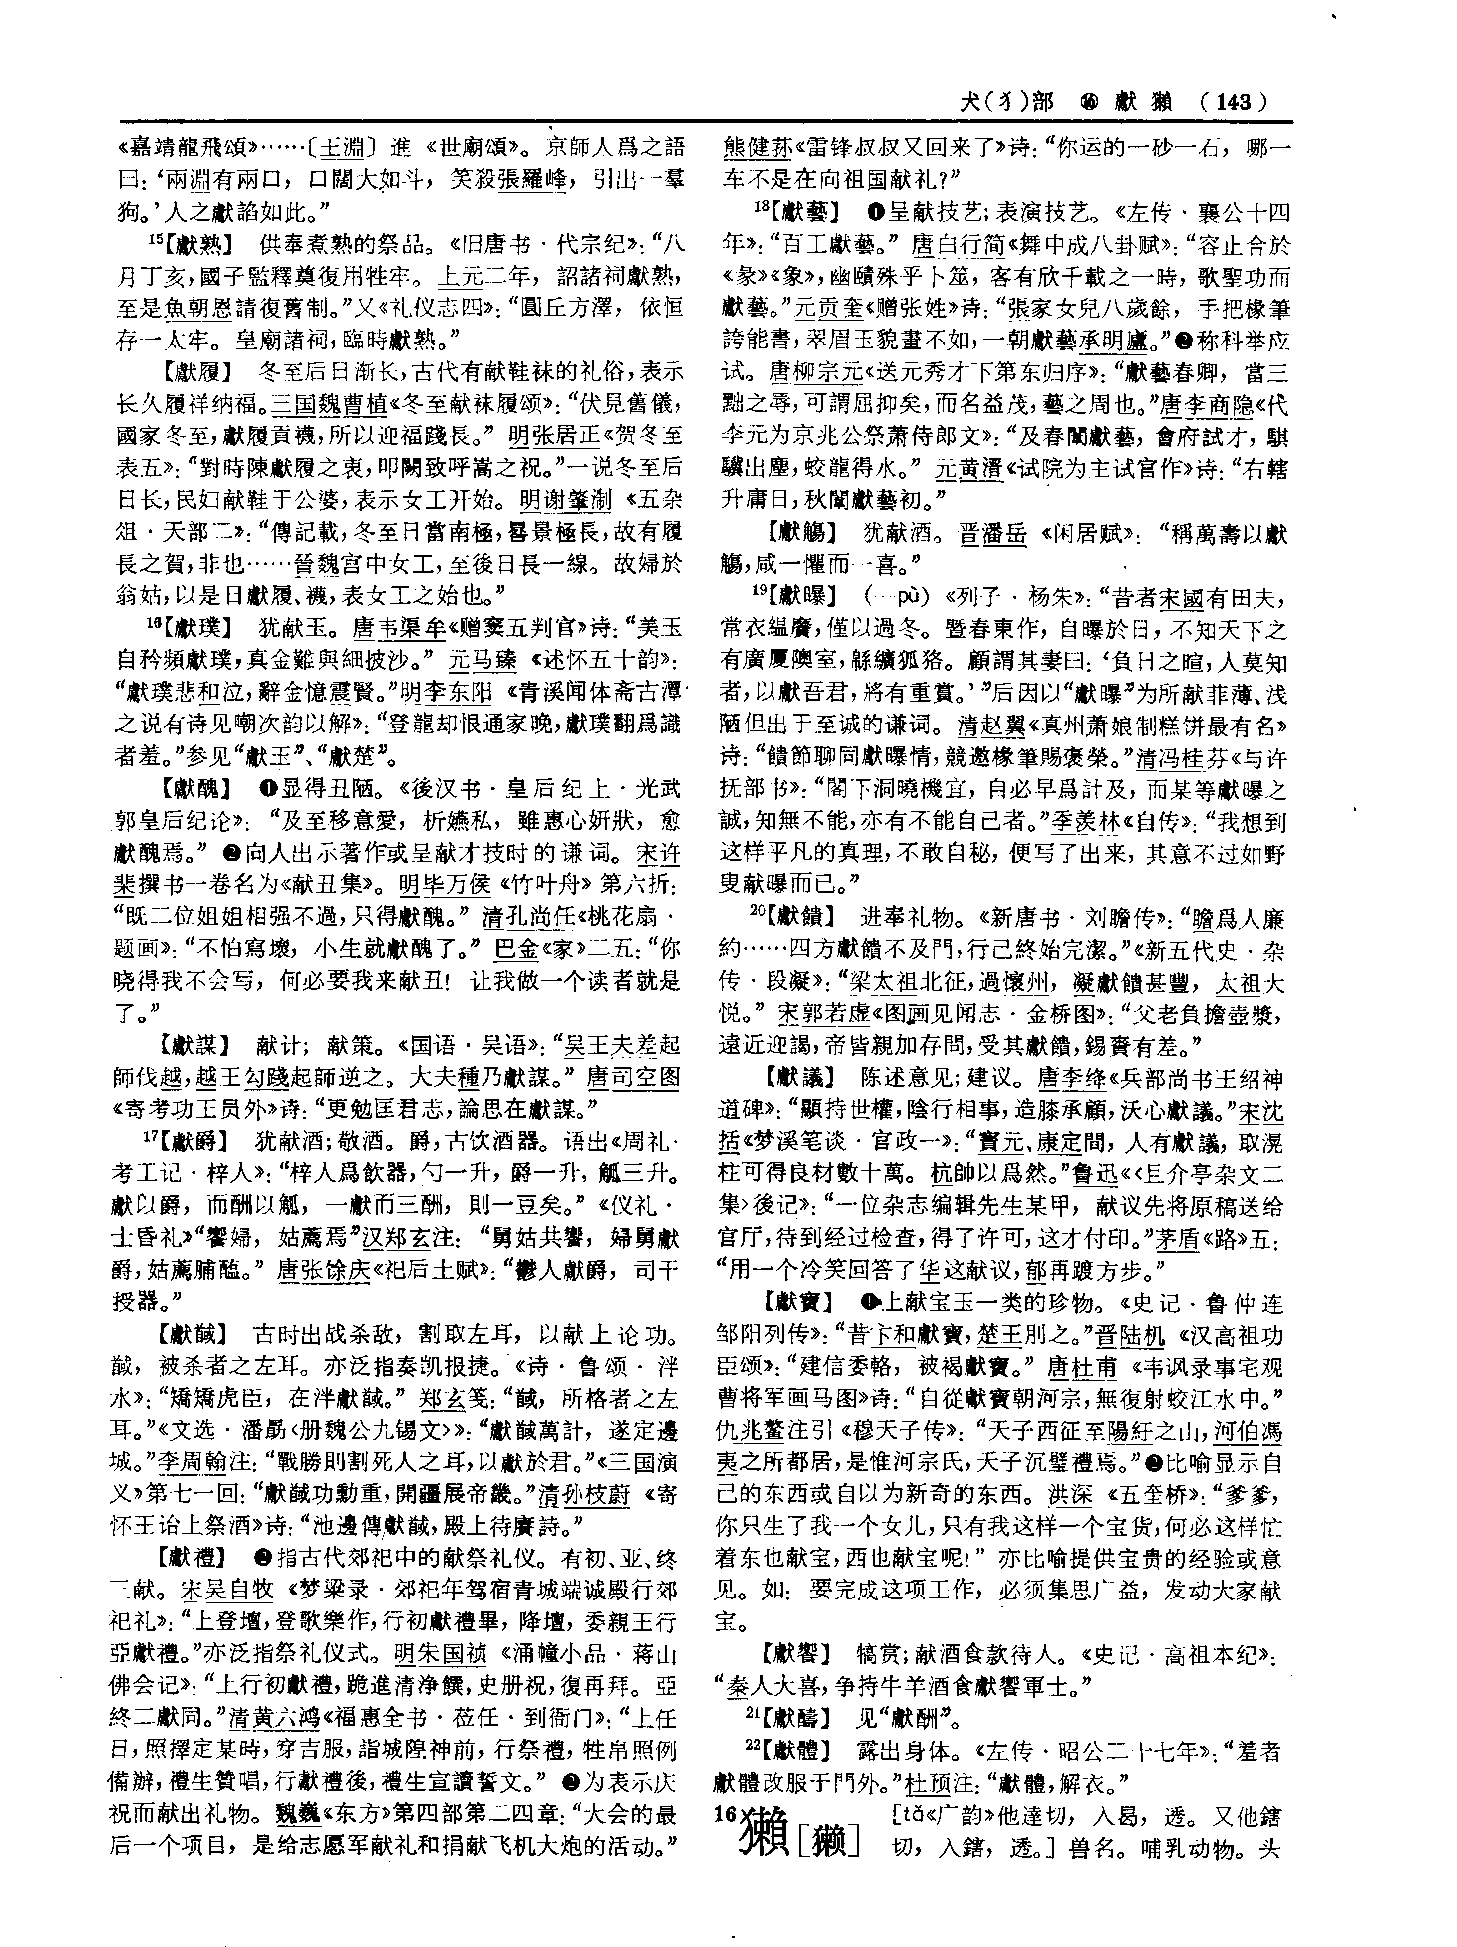 犬(犭)部 ⑯ 獻 獺 (143)
《嘉靖龍飛頌》……〔王淵〕進《世廟頌》。京師人爲之語
曰：‘兩淵有兩口，口闊大如斗，笑殺張羅峰，引出一羣
狗。’人之獻諂如此。”
15【獻熟】 供奉煮熟的祭品。《旧唐书·代宗纪》：“八
月丁亥，國子監釋奠復用牲牢。上元二年，詔諸祠獻熟，
至是魚朝恩請復舊制。”又《礼仪志四》：“圓丘方澤，依恒
存一太牢。皇廟諸祠，臨時獻熟。”
【獻履】 冬至后日渐长，古代有献鞋袜的礼俗，表示
长久履祥纳福。三国魏曹植《冬至献袜履颂》：“伏見舊儀，
國家冬至，獻履貢襪，所以迎福踐長。”明张居正《贺冬至
表五》：“對時陳獻履之衷，叩闕致呼嵩之祝。”一说冬至后
日长，民妇献鞋于公婆，表示女工开始。明谢肇淛《五杂
俎·天部二》：“傳記載，冬至日當南極，晷景極長，故有履
長之賀，非也……晉魏宫中女工，至後日長一線。故婦於
翁姑，以是日獻履、襪，表女工之始也。”
16【獻璞】 犹献玉。唐韦渠牟《赠窦五判官》诗：“美玉
自矜頻獻璞，真金難與細披沙。”元马臻《述怀五十韵》：
“獻璞悲和泣，辭金憶震賢。”明李东阳《青溪闻体斋古潭
之说有诗见嘲次韵以解》：“登龍却恨通家晚，獻璞翻爲識
者羞。”参见“獻玉”、“獻楚”。
【獻醜】 ❶显得丑陋。《後汉书·皇后纪上·光武
郭皇后纪论》：“及至移意愛，析嬿私，雖惠心妍狀，愈
獻醜焉。”❷向人出示著作或呈献才技时的谦词。宋许
棐撰书一卷名为《献丑集》。明毕万侯《竹叶舟》第六折：
“既二位姐姐相强不過，只得獻醜。”清孔尚任《桃花扇·
题画》：“不怕寫壞，小生就獻醜了。”巴金《家》二五：“你
晓得我不会写，何必要我来献丑！让我做一个读者就是
了。”
【獻謀】 献计；献策。《国语·吴语》：“吴王夫差起
師伐越，越王勾踐起師逆之。大夫種乃獻謀。”唐司空图
《寄考功王员外》诗：“更勉匡君志，論思在獻謀。”
17【獻爵】 犹献酒；敬酒。爵，古饮酒器。语出《周礼·
考工记·梓人》：“梓人爲飲器，勺一升，爵一升，觚三升。
獻以爵，而酬以觚，一獻而三酬，則一豆矣。”《仪礼·
士昏礼》“饗婦，姑薦焉”汉郑玄注：“舅姑共饗，婦舅獻
爵，姑薦脯醢。”唐张馀庆《祀后土赋》：“鬱人獻爵，司干
授器。”
【獻馘】 古时出战杀敌，割取左耳，以献上论功。
馘，被杀者之左耳。亦泛指奏凯报捷。《诗·鲁颂·泮
水》：“矯矯虎臣，在泮獻馘。”郑玄笺：“馘，所格者之左
耳。”《文选·潘勗〈册魏公九锡文〉》：“獻馘萬計，遂定邊
城。”李周翰注：“戰勝則割死人之耳，以獻於君。”《三国演
义》第七一回：“獻馘功勳重，開疆展帝畿。”清孙枝蔚《寄
怀王诒上祭酒》诗：“池邊傳獻馘，殿上待賡詩。”
【獻禮】 ❷指古代郊祀中的献祭礼仪。有初、亚、终
三献。宋吴自牧《梦粱录·郊祀年驾宿青城端诚殿行郊
祀礼》：“上登壇，登歌樂作，行初獻禮畢，降壇，委親王行
亞獻禮。”亦泛指祭礼仪式。明朱国祯《涌幢小品·蒋山
佛会记》：“上行初獻禮，跪進清净饌，史册祝，復再拜。亞
終二獻同。”清黄六鸿《福惠全书·莅任·到衙门》：“上任
日，照擇定某時，穿吉服，詣城隍神前，行祭禮，牲帛照例
備辦，禮生贊唱，行獻禮後，禮生宣讀誓文。”❷为表示庆
祝而献出礼物。魏巍《东方》第四部第二四章：“大会的最
后一个项目，是给志愿军献礼和捐献飞机大炮的活动。”
熊健荪《雷锋叔叔又回来了》诗：“你运的一砂一石，哪一
车不是在向祖国献礼？”
18【獻藝】 ❶呈献技艺；表演技艺。《左传·襄公十四
年》：“百工獻藝。”唐白行简《舞中成八卦赋》：“容止合於
《彖》《象》，幽賾殊乎卜筮，客有欣千載之一時，歌聖功而
獻藝。”元贡奎《赠张姓》诗：“張家女兒八歲餘，手把椽筆
誇能書，翠眉玉貌畫不如，一朝獻藝承明廬。”❷称科举应
试。唐柳宗元《送元秀才下第东归序》：“獻藝春卿，當三
黜之辱，可謂屈抑矣，而名益茂，藝之周也。”唐李商隐《代
李元为京兆公祭萧侍郎文》：“及春闈獻藝，會府試才，騏
驥出塵，蛟龍得水。”元黄溍《试院为主试官作》诗：“右轄
升庸日，秋闈獻藝初。”
【獻觴】 犹献酒。晋潘岳《闲居赋》：“稱萬壽以獻
觴，咸一懼而一喜。”
19【獻曝】 (—pù)《列子·杨朱》：“昔者宋國有田夫，
常衣緼黂，僅以過冬。暨春東作，自曝於日，不知天下之
有廣厦隩室，緜纊狐狢。顧謂其妻曰：‘負日之暄，人莫知
者，以獻吾君，將有重賞。’”后因以“獻曝”为所献菲薄、浅
陋但出于至诚的谦词。清赵翼《真州萧娘制糕饼最有名》
诗：“饋節聊同獻曝情，競邀椽筆賜褒榮。”清冯桂芬《与许
抚部书》：“閣下洞曉機宜，自必早爲計及，而某等獻曝之
誠，知無不能，亦有不能自已者。”季羡林《自传》：“我想到
这样平凡的真理，不敢自秘，便写了出来，其意不过如野
叟献曝而已。”
20【獻饋】 进奉礼物。《新唐书·刘瞻传》：“瞻爲人廉
約……四方獻饋不及門，行己終始完潔。”《新五代史·杂
传·段凝》：“梁太祖北征，過懷州，凝獻饋甚豐，太祖大
悦。”宋郭若虚《图画见闻志·金桥图》：“父老負擔壺漿，
遠近迎謁，帝皆親加存問，受其獻饋，錫賚有差。”
【獻議】 陈述意见；建议。唐李绛《兵部尚书王绍神
道碑》：“顯持世權，陰行相事，造膝承顧，沃心獻議。”宋沈
括《梦溪笔谈·官政一》：“寶元、康定間，人有獻議，取滉
柱可得良材數十萬。杭帥以爲然。”鲁迅《〈且介亭杂文二
集〉後记》：“一位杂志编辑先生某甲，献议先将原稿送给
官厅，待到经过检查，得了许可，这才付印。”茅盾《路》五：
“用一个冷笑回答了华这献议，郁再踱方步。”
【獻寶】 ❶上献宝玉一类的珍物。《史记·鲁仲连
邹阳列传》：“昔卞和獻寶，楚王刖之。”晋陆机《汉高祖功
臣颂》：“建信委輅，被褐獻寶。”唐杜甫《韦讽录事宅观
曹将军画马图》诗：“自從獻寶朝河宗，無復射蛟江水中。”
仇兆鳌注引《穆天子传》：“天子西征至陽紆之山，河伯馮
夷之所都居，是惟河宗氏，天子沉璧禮焉。”❷比喻显示自
己的东西或自以为新奇的东西。洪深《五奎桥》：“爹爹，
你只生了我一个女儿，只有我这样一个宝货，何必这样忙
着东也献宝，西也献宝呢！”亦比喻提供宝贵的经验或意
见。如：要完成这项工作，必须集思广益，发动大家献
宝。
【獻饗】 犒赏；献酒食款待人。《史记·高祖本纪》：
“秦人大喜，争持牛羊酒食獻饗軍士。”
21【獻醻】 见“獻酬”。
22【獻體】 露出身体。《左传·昭公二十七年》：“羞者
獻體改服于門外。”杜预注：“獻體，解衣。”
16獺[獭] [tǎ《广韵》他達切，入曷，透。又他鎋
切，入鎋，透。]兽名。哺乳动物。头